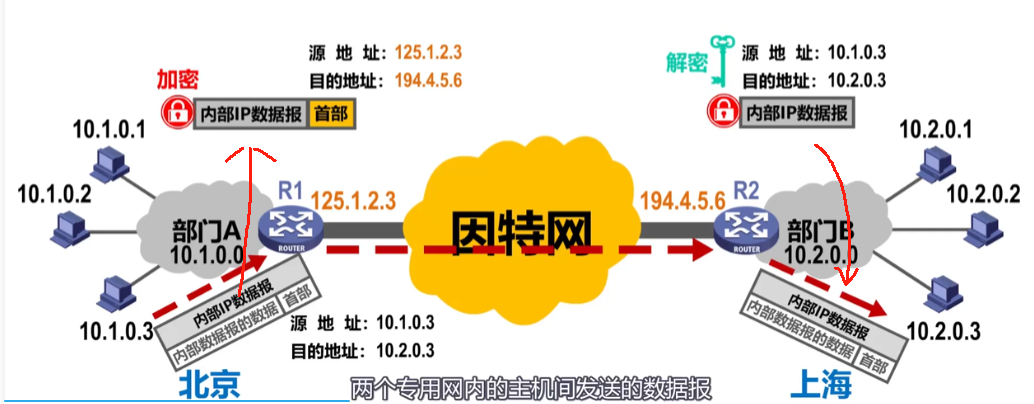 源 地 址：125.1.2.3
目的地址：194.4.5.6
加密
内部IP数据报 首部
解密
源 地 址：10.1.0.3
目的地址：10.2.0.3
内部IP数据报
10.1.0.1
10.1.0.2
10.1.0.3
部门A
10.1.0.0
R1
ROUTER
125.1.2.3
因特网
194.4.5.6
R2
ROUTER
部门B
10.2.0.0
10.2.0.1
10.2.0.2
10.2.0.3
内部IP数据报
内部数据报的数据 首部
源 地 址：10.1.0.3
目的地址：10.2.0.3
内部IP数据报
内部数据报的数据 首部
北京
两个专用网内的主机间发送的数据报
上海